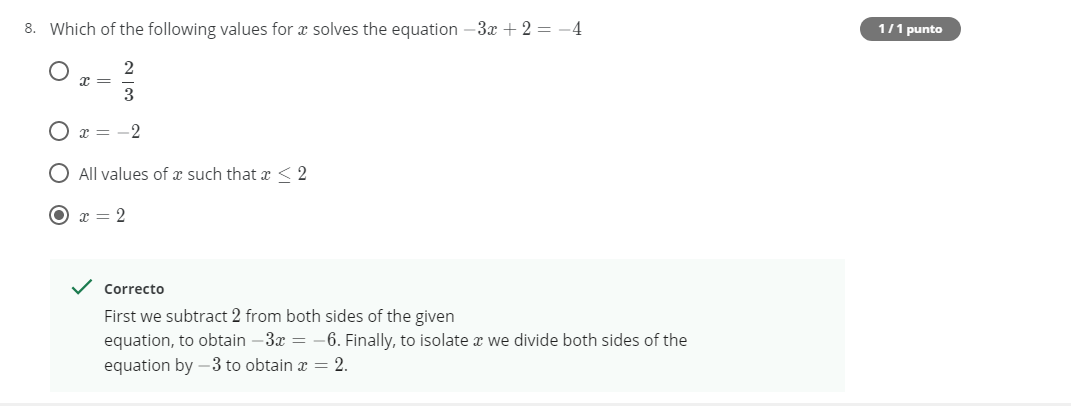 8. Which of the following values for x solves the equation −3x + 2 = −4
1 / 1 punto
x = 2/3
x = −2
All values of x such that x ≤ 2
x = 2
Correcto
First we subtract 2 from both sides of the given
equation, to obtain −3x = −6. Finally, to isolate x we divide both sides of the
equation by −3 to obtain x = 2.